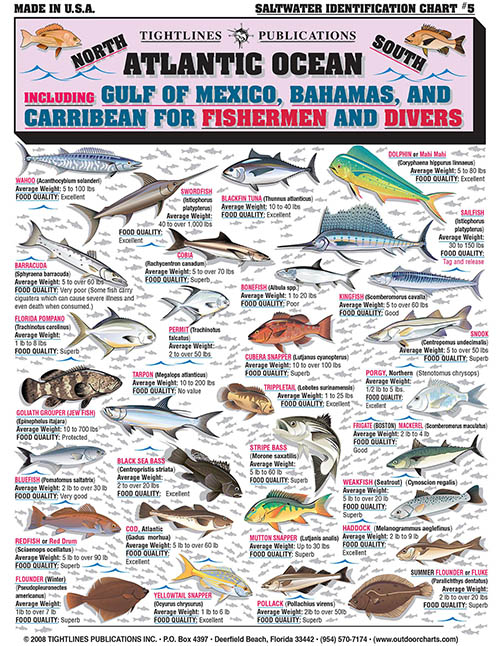 MADE IN U.S.A.
SALTWATER IDENTIFICATION CHART #5
NORTH
TIGHTLINES PUBLICATIONS
SOUTH
ATLANTIC OCEAN
INCLUDING GULF OF MEXICO, BAHAMAS, AND
CARRIBEAN FOR FISHERMEN AND DIVERS
WAHOO (Acanthocybium solanderi)
Average Weight: 5 to 100 lbs
FOOD QUALITY: Excellent
SWORDFISH
(Istiophorus
platypterus)
Average Weight:
40 to over 1,000 lbs
FOOD QUALITY:
Excellent
BLACKFIN TUNA (Thunnus atlanticus)
Average Weight: 10 to 40 lbs
FOOD QUALITY: Excellent
DOLPHIN or Mahi Mahi
(Coryphaena hippurus linnaeus)
Average Weight: 5 to 80 lbs
FOOD QUALITY: Excellent
SAILFISH
(Istiophorus
platypterus)
Average Weight:
30 to 150 lbs
Tag and release
BARRACUDA
(Sphyraena barracuda)
Average Weight: 5 to over 60 lbs
FOOD QUALITY: Very poor (Some fish carry
ciguatera which can cause severe illness and
even death when consumed.)
COBIA
(Rachycentron canadum)
Average Weight: 5 to over 70 lbs
FOOD QUALITY: Superb
BONEFISH (Albula spp.)
Average Weight: 1 to 20 lbs
FOOD QUALITY: Poor
KINGFISH (Scomberomorus cavalla)
Average Weight: 5 to over 60 lbs
FOOD QUALITY: Good
FLORIDA POMPANO
(Trachinotus carolinus)
Average Weight:
1 lb to 8 lbs
FOOD QUALITY: Superb
PERMIT (Trachinotus
falcatus)
Average Weight:
2 to over 50 lbs
CUBERA SNAPPER (Lutjanus cyanopterus)
Average Weight: 10 to over 100 lbs
FOOD QUALITY: Superb
SNOOK
(Centropomus undecimalis)
Average Weight: 5 to over 50 lbs
FOOD QUALITY: Superb
GOLIATH GROUPER (JEW FISH)
(Epinephelus itajara)
Average Weight: 10 to 700 lbs
FOOD QUALITY: Protected
TARPON (Megalops atlanticus)
Average Weight: 10 to 200 lbs
FOOD QUALITY: No value
TRIPPLETAIL (Lobotes surinamensis)
Average Weight: 1 to 25 lbs
FOOD QUALITY: Excellent
PORGY, Northern (Stenotomus chrysops)
Average Weight:
1/2 lb to 5 lbs.
FOOD QUALITY:
Excellent
FRIGATE (BOSTON) MACKEREL (Scomberomorus maculatus)
Average Weight: 2 lb to 4 lb
FOOD QUALITY:
Good
BLUEFISH (Pomatomus saltatrix)
Average Weight: 2 lb to over 30 lbs
FOOD QUALITY: Very good
BLACK SEA BASS
(Centropristis striata)
Average Weight:
2 to over 20 lbs
FOOD QUALITY: Excellent
STRIPE BASS
(Morone saxatilis)
Average Weight:
5 lb to 60 lb
FOOD QUALITY:
Superb
WEAKFISH (Seatrout) (Cynoscion regalis)
Average Weight:
5 lb to over 20 lb
FOOD QUALITY:
Superb
REDFISH or Red Drum
(Sciaenops ocellatus)
Average Weight: 5 lb to over 90 lb
FOOD QUALITY: Superb
COD, Atlantic
(Gadus morhua)
Average Weight: 5 lb to over 60 lb
FOOD QUALITY:
Excellent
MUTTON SNAPPER (Lutjanis analis)
Average Weight: Up to 30 lbs
FOOD QUALITY: Superb
HADDOCK (Melanogrammus aeglefinus)
Average Weight: 2 lb to 9 lb
FOOD QUALITY:
Excellent
FLOUNDER (Winter)
(Pseudopleuronectes
americanus)
Average Weight:
1lb to over 7 lb
FOOD QUALITY: Superb
YELLOWTAIL SNAPPER
(Ocyurus chrysurus)
Average Weight: 1 lb to 6 lb
FOOD QUALITY: Excellent
POLLACK (Pollachius virens)
Average Weight: 2lb to over 50lb
FOOD QUALITY: Excellent
SUMMER FLOUNDER or FLUKE
(Paralichthys dentatus)
Average Weight:
5lb to over 20 lb
FOOD QUALITY:
Superb
© 2008 TIGHTLINES PUBLICATIONS INC. • P.O. Box 4397 • Deerfield Beach, Florida 33442 • (954) 570-7174 • (www.outdoorcharts.com)